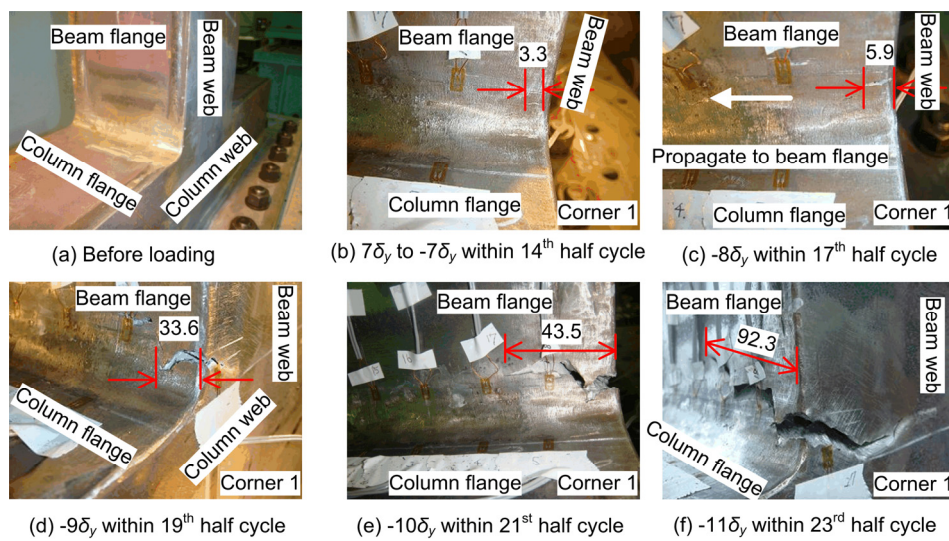 Beam flange
Beam web
Column flange
Column web
(a) Before loading
Beam flange
3.3
Beam web
Column flange
Corner 1
(b) 7δy to -7δy within 14th half cycle
Beam flange
5.9
Beam web
Propagate to beam flange
4.
Column flange
Corner 1
(c) -8δy within 17th half cycle
Beam flange
33.6
Beam web
Column flange
Column web
Corner 1
(d) -9δy within 19th half cycle
Beam flange
43.5
17
Column flange
Corner 1
(e) -10δy within 21st half cycle
Beam flange
92.3
Beam web
Column flange
Corner 1
(f) -11δy within 23rd half cycle